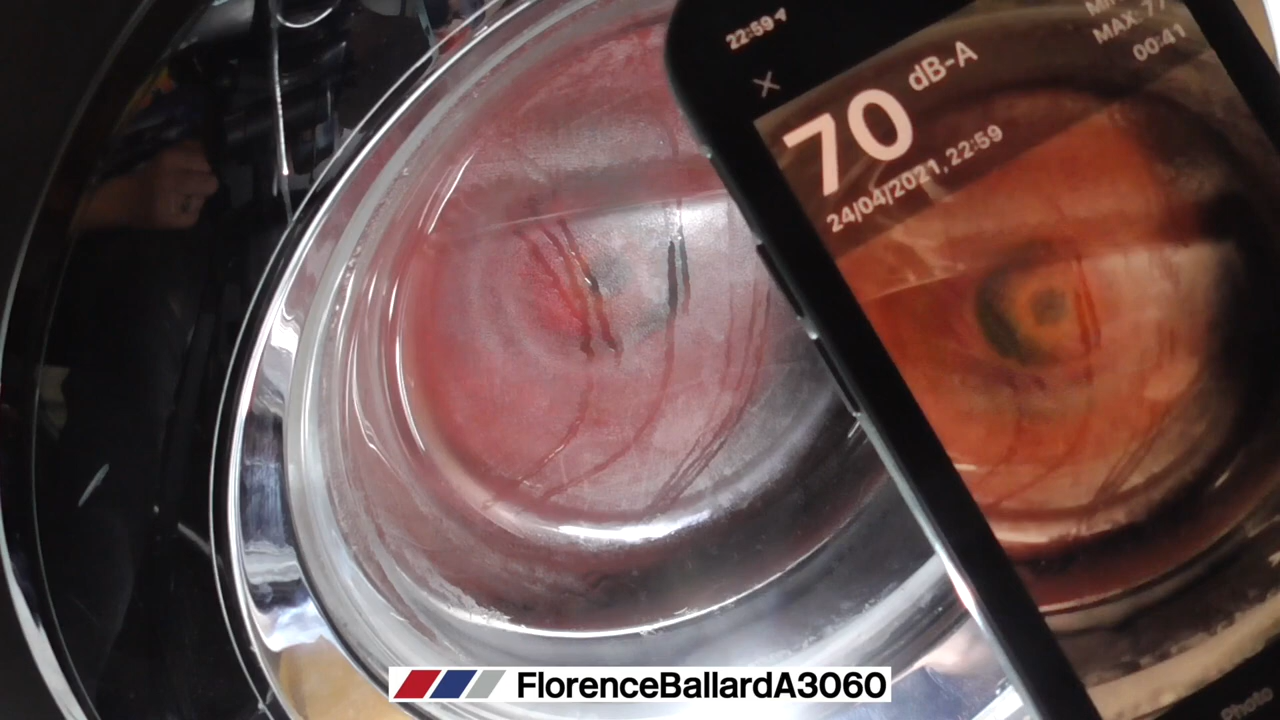 22:59
70 dB-A
24/04/2021, 22:59
MAX: 77
00:41
Photo
FlorenceBallardA3060